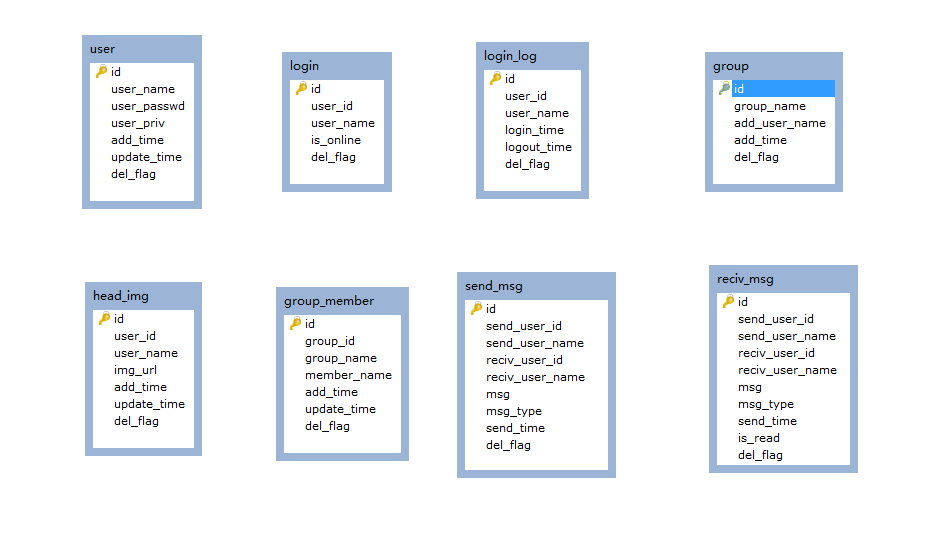 user
id
user_name
user_passwd
user_priv
add_time
update_time
del_flag
login
id
user_id
user_name
is_online
del_flag
login_log
id
user_id
user_name
login_time
logout_time
del_flag
group
id
group_name
add_user_name
add_time
del_flag
head_img
id
user_id
user_name
img_url
add_time
update_time
del_flag
group_member
id
group_id
group_name
member_name
add_time
update_time
del_flag
send_msg
id
send_user_id
send_user_name
reciv_user_id
reciv_user_name
msg
msg_type
send_time
del_flag
reciv_msg
id
send_user_id
send_user_name
reciv_user_id
reciv_user_name
msg
msg_type
send_time
is_read
del_flag